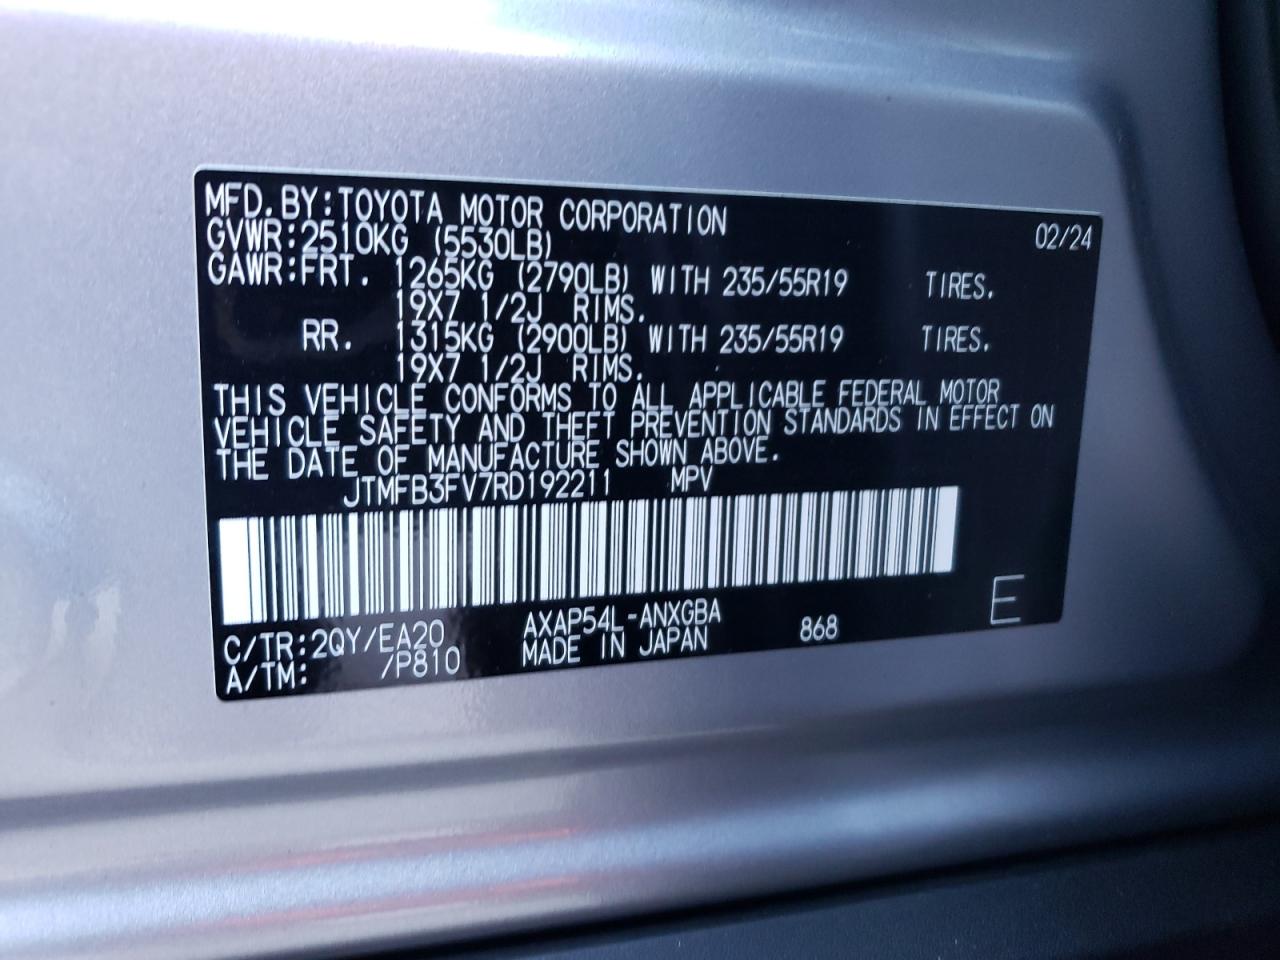 MFD.BY:TOYOTA MOTOR CORPORATION 02/24
GVWR:2510KG (5530LB)
GAWR:FRT. 1265KG (2790LB) WITH 235/55R19 TIRES.
19X7 1/2J RIMS.
RR. 1315KG (2900LB) WITH 235/55R19 TIRES.
19X7 1/2J RIMS.
THIS VEHICLE CONFORMS TO ALL APPLICABLE FEDERAL MOTOR
VEHICLE SAFETY AND THEFT PREVENTION STANDARDS IN EFFECT ON
THE DATE OF MANUFACTURE SHOWN ABOVE.
JTMFB3FV7RD192211 MPV
C/TR:2QY/EA20 AXAP54L-ANXGBA 868 E
A/TM: /P810 MADE IN JAPAN